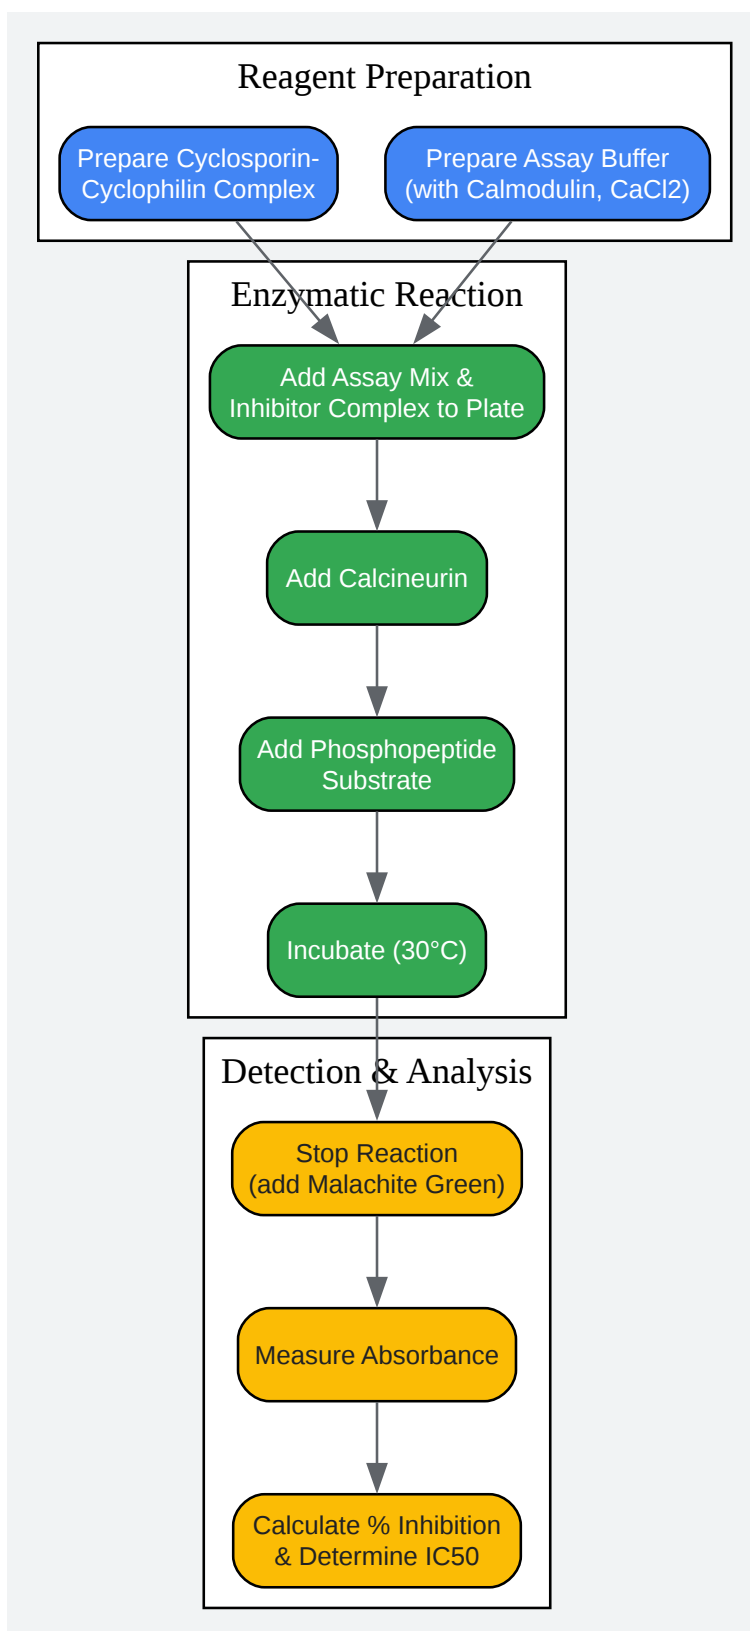 Reagent Preparation
Prepare Cyclosporin-
Cyclophilin Complex
Prepare Assay Buffer
(with Calmodulin, CaCl2)
Enzymatic Reaction
Add Assay Mix &
Inhibitor Complex to Plate
Add Calcineurin
Add Phosphopeptide
Substrate
Incubate (30°C)
Detection & Analysis
Stop Reaction
(add Malachite Green)
Measure Absorbance
Calculate % Inhibition
& Determine IC50